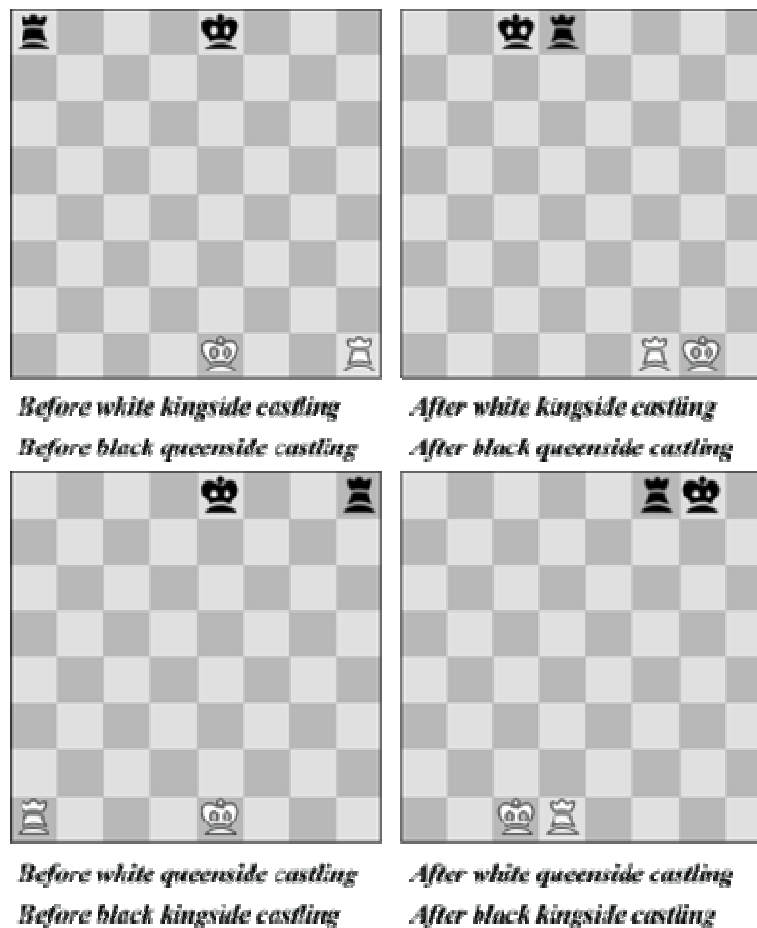 Before white kingside castling
Before black queenside castling
After white kingside castling
After black queenside castling
Before white queenside castling
Before black kingside castling
After white queenside castling
After black kingside castling